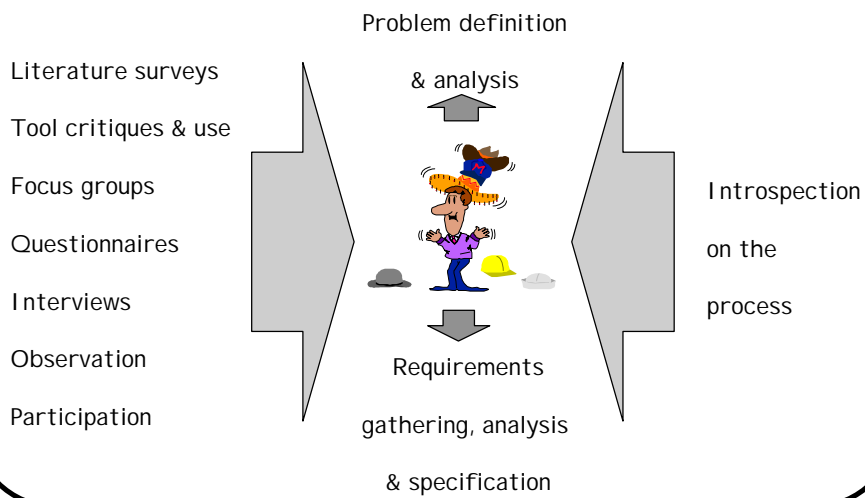 Problem definition
& analysis
Literature surveys
Tool critiques & use
Focus groups
Questionnaires
Interviews
Observation
Participation
M
Introspection
on the
process
Requirements
gathering, analysis
& specification